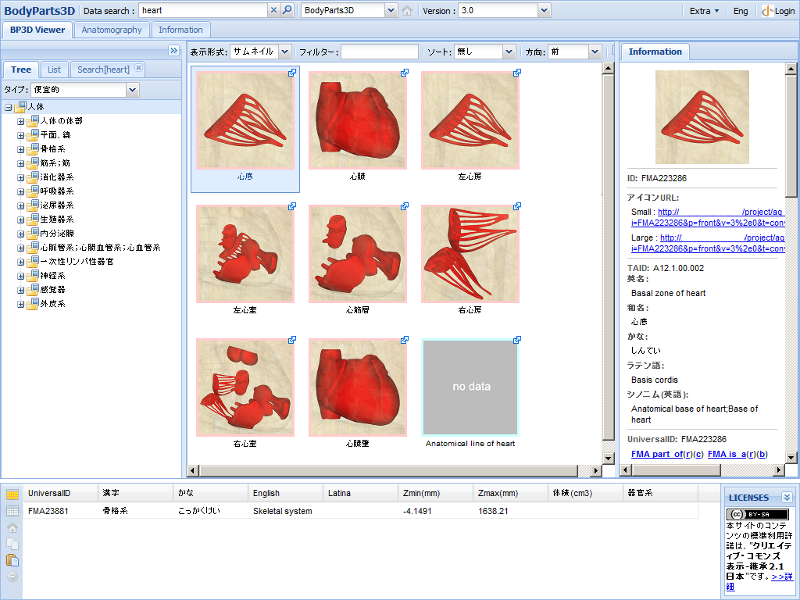 BodyParts3D Data search : heart BodyParts3D Version : 3.0 Extra Eng Login
BP3D Viewer Anatomography Information
Tree List Search[heart]
タイプ: 便宜的
人体
人体の体部
平面, 線
骨格系
筋系;筋
消化器系
呼吸器系
泌尿器系
生殖器系
内分泌腺
心脈管系;心臓血管系;心血管系
一次性リンパ性器官
神経系
感覚器
外皮系
表示形式: サムネイル フィルター: ソート: 無し 方向: 前
心底 心臓 左心房
左心室 心筋層 右心房
no data
右心室 心臓壁 Anatomical line of heart
Information
ID: FMA223286
アイコンURL:
Small : http:// /project/ag
i=FMA223286&p=front&v=3%2e0&t=con
Large : http:// /project/ag
i=FMA223286&p=front&v=3%2e0&t=con
TAID: A12.1.00.002
英名:
Basal zone of heart
和名:
心底
かな:
しんてい
ラテン語:
Basis cordis
シノニム(英語):
Anatomical base of heart;Base of
heart
UniversalID: FMA223286
FMA part_of(r)(c) FMA is_a(r)(b)
UniversalID 漢字 かな English Latina Zmin(mm) Zmax(mm) 体積(cm3) 器官系
FMA23881 骨格系 こっかくけい Skeletal system -4.1491 1638.21
LICENSES
cc BY-SA
本サイトのコンテ
ンツの標準利用許
諾は、"クリエイテ
ィブ・コモンズ
表示-継承2.1
日本"です。>>詳
細